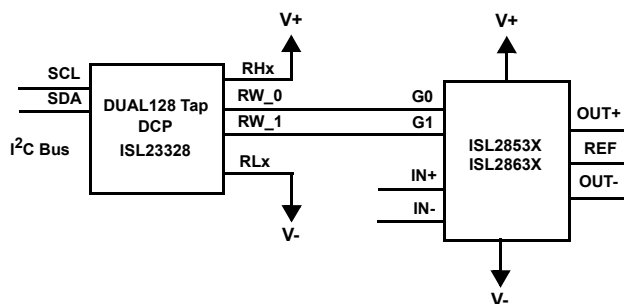 V+
V+
SCL
SDA
I2C Bus
DUAL128 Tap
DCP
ISL23328
RHx
RW_0
RW_1
RLx
V-
G0
G1
IN+
IN-
ISL2853X
ISL2863X
OUT+
REF
OUT-
V-